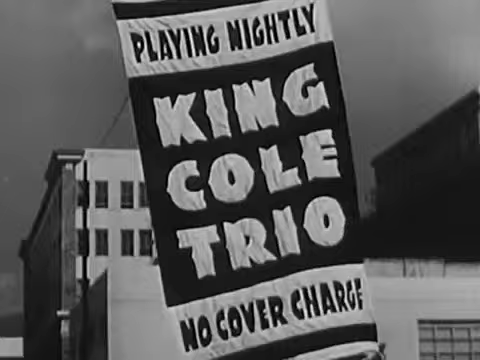 PLAYING NIGHTLY
KING
COLE
TRIO
NO COVER CHARGE